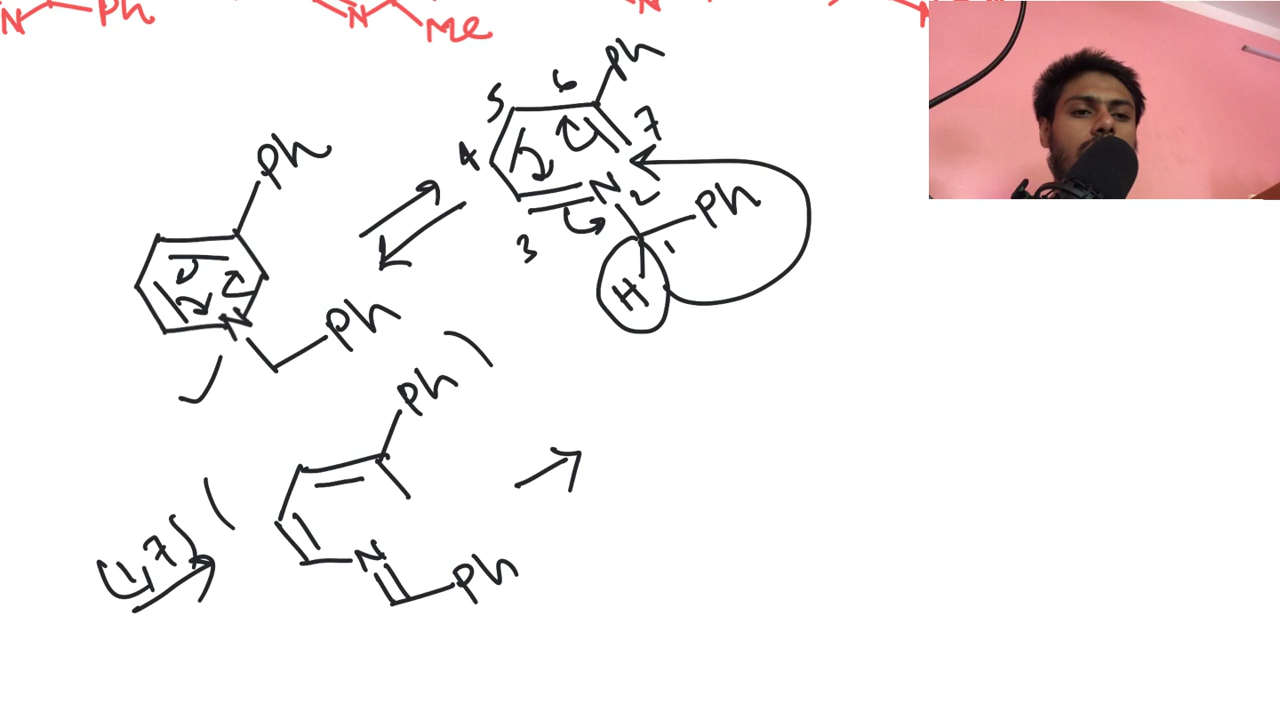 N Ph N Me N N
Ph
5 6 7
4 N 2
3 Ph
1
H
Ph
N Ph
Ph
(1,7)
N Ph